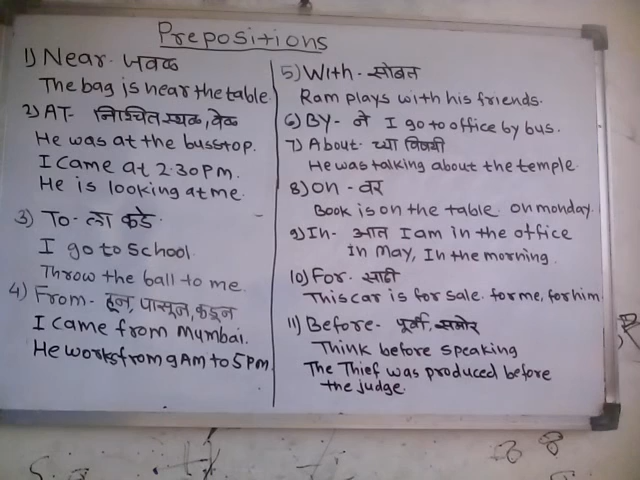 Prepositions
1) Near- जवळ
The bag is near the table.
2) AT- निश्चित स्थळ, वेळ
He was at the busstop.
I came at 2.30 pm.
He is looking at me.
3) To- ला कडे.
I go to school.
Throw the ball to me.
4) From- हून, पासून, कडून
I came from Mumbai.
He works from 9 AM to 5 PM.
5) With - सोबत
Ram plays with his friends.
6) BY- ने I go to office by bus.
7) About- च्या विषयी
He was talking about the temple.
8) on - वर
Book is on the table. on monday.
9) In- आत I am in the office
in May, In the morning.
10) For- साठी
This car is for sale. for me, for him
11) Before- पूर्वी, समोर
Think before speaking
The Thief was produced before
the judge.